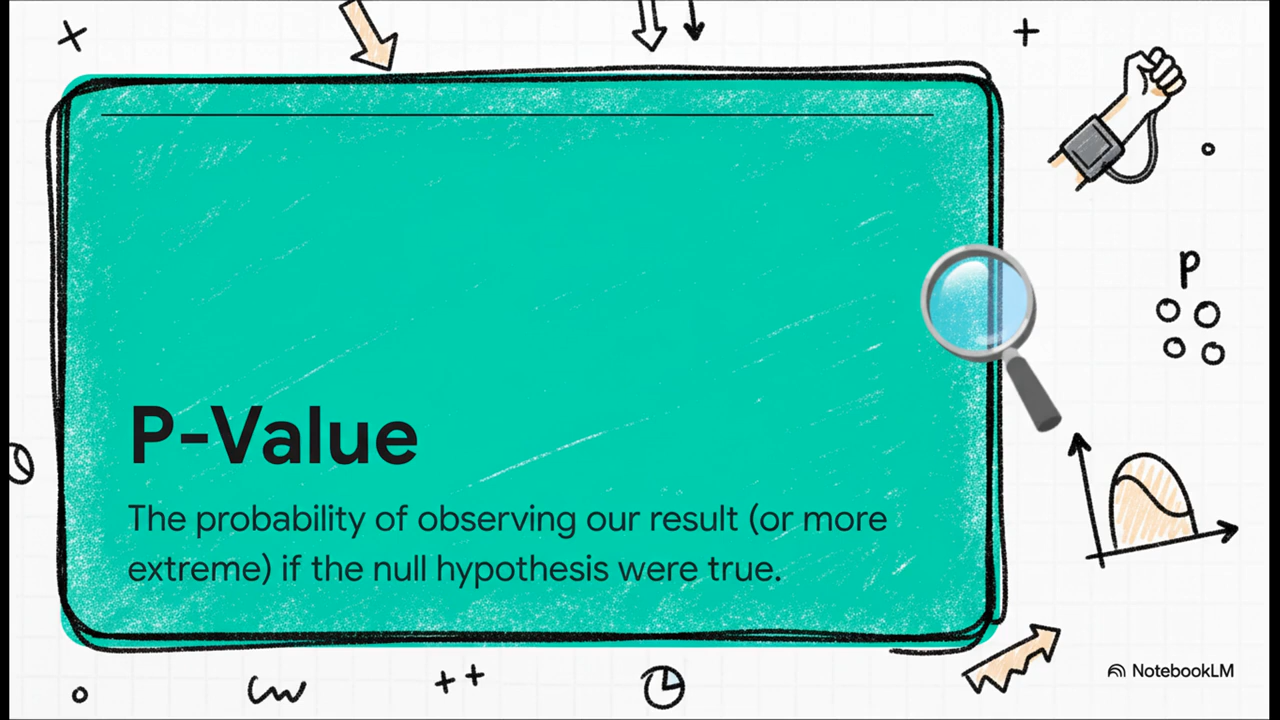 P-Value
The probability of observing our result (or more
extreme) if the null hypothesis were true.
p
NotebookLM